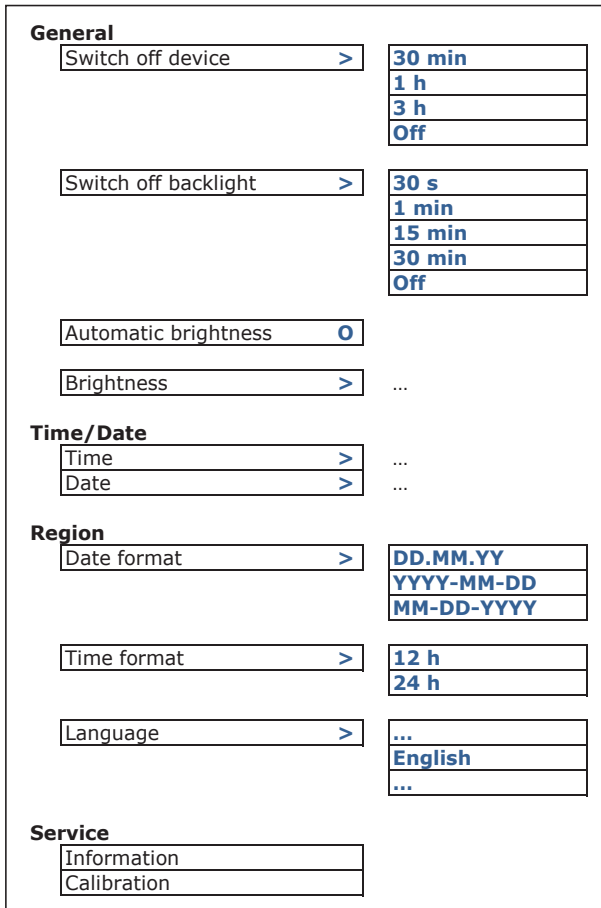 General
Switch off device > 30 min
1 h
3 h
Off
Switch off backlight > 30 s
1 min
15 min
30 min
Off
Automatic brightness O
Brightness > ...
Time/Date
Time > ...
Date > ...
Region
Date format > DD.MM.YY
YYYY-MM-DD
MM-DD-YYYY
Time format > 12 h
24 h
Language > ...
English
...
Service
Information
Calibration